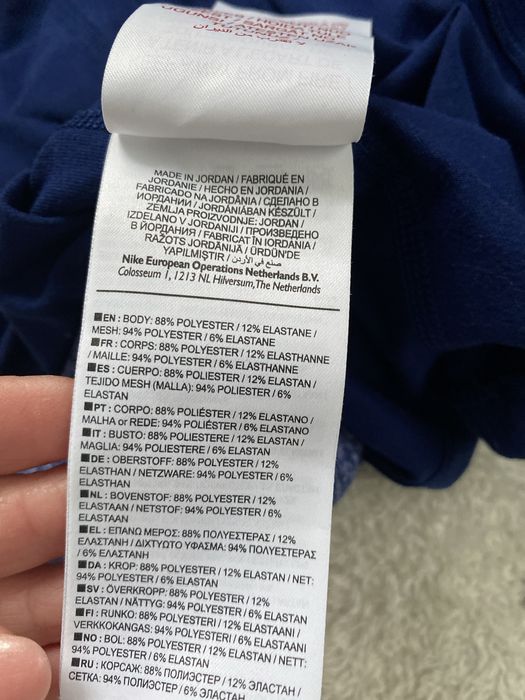 MADE IN JORDAN / FABRIQUÉ EN
JORDANIE / HECHO EN JORDANIA /
FABRICADO NA JORDÂNIA / СДЕЛАНО В
ИОРДАНИИ / JORDÁNIÁBAN KÉSZÜLT /
ZEMLJA PROIZVODNJE: JORDAN /
IZDELANO V JORDANIJI / ПРОИЗВЕДЕНО
В ЙОРДАНИЯ / FABRICAT ÎN IORDANIA /
RAŽOTS JORDĀNIJĀ / ÜRDÜN'DE
YAPILMIŞTIR / صنع في الأردن
Nike European Operations Netherlands B.V.
Colosseum 1, 1213 NL Hilversum, The Netherlands
■EN : BODY: 88% POLYESTER / 12% ELASTANE /
MESH: 94% POLYESTER / 6% ELASTANE
■FR : CORPS: 88% POLYESTER / 12% ELASTHANNE
/ MAILLE: 94% POLYESTER / 6% ELASTHANNE
■ES : CUERPO: 88% POLIESTER / 12% ELASTAN /
TEJIDO MESH (MALLA): 94% POLIESTER / 6%
ELASTAN
■PT : CORPO: 88% POLIÉSTER / 12% ELASTANO /
MALHA or REDE: 94% POLIÉSTER / 6% ELASTANO
■IT : BUSTO: 88% POLIESTERE / 12% ELASTAN /
MAGLIA: 94% POLIESTERE / 6% ELASTAN
■DE : OBERSTOFF: 88% POLYESTER / 12%
ELASTHAN / NETZWARE: 94% POLYESTER / 6%
ELASTHAN
■NL : BOVENSTOF: 88% POLYESTER / 12%
ELASTAAN / NETSTOF: 94% POLYESTER / 6%
ELASTAAN
■EL : ΕΠΑΝΩ ΜΕΡΟΣ: 88% ΠΟΛΥΕΣΤΕΡΑΣ / 12%
ΕΛΑΣΤΑΝΗ / ΔΙΧΤΥΩΤΟ ΥΦΑΣΜΑ: 94% ΠΟΛΥΕΣΤΕΡΑΣ
/ 6% ΕΛΑΣΤΑΝΗ
■DA : KROP: 88% POLYESTER / 12% ELASTAN / NET:
94% POLYESTER / 6% ELASTAN
■SV : ÖVERKROPP: 88% POLYESTER / 12%
ELASTAN / NÄTTYG: 94% POLYESTER / 6% ELASTAN
■FI : RUNKO: 88% POLYESTERI / 12% ELASTAANI /
VERKKOKANGAS: 94% POLYESTERI / 6% ELASTAANI
■NO : BOL: 88% POLYESTER / 12% ELASTAN / NETT:
94% POLYESTER / 6% ELASTAN
■RU : КОРСАЖ: 88% ПОЛИЭСТЕР / 12% ЭЛАСТАН /
СЕТКА: 94% ПОЛИЭСТЕР / 6% ЭЛАСТАН